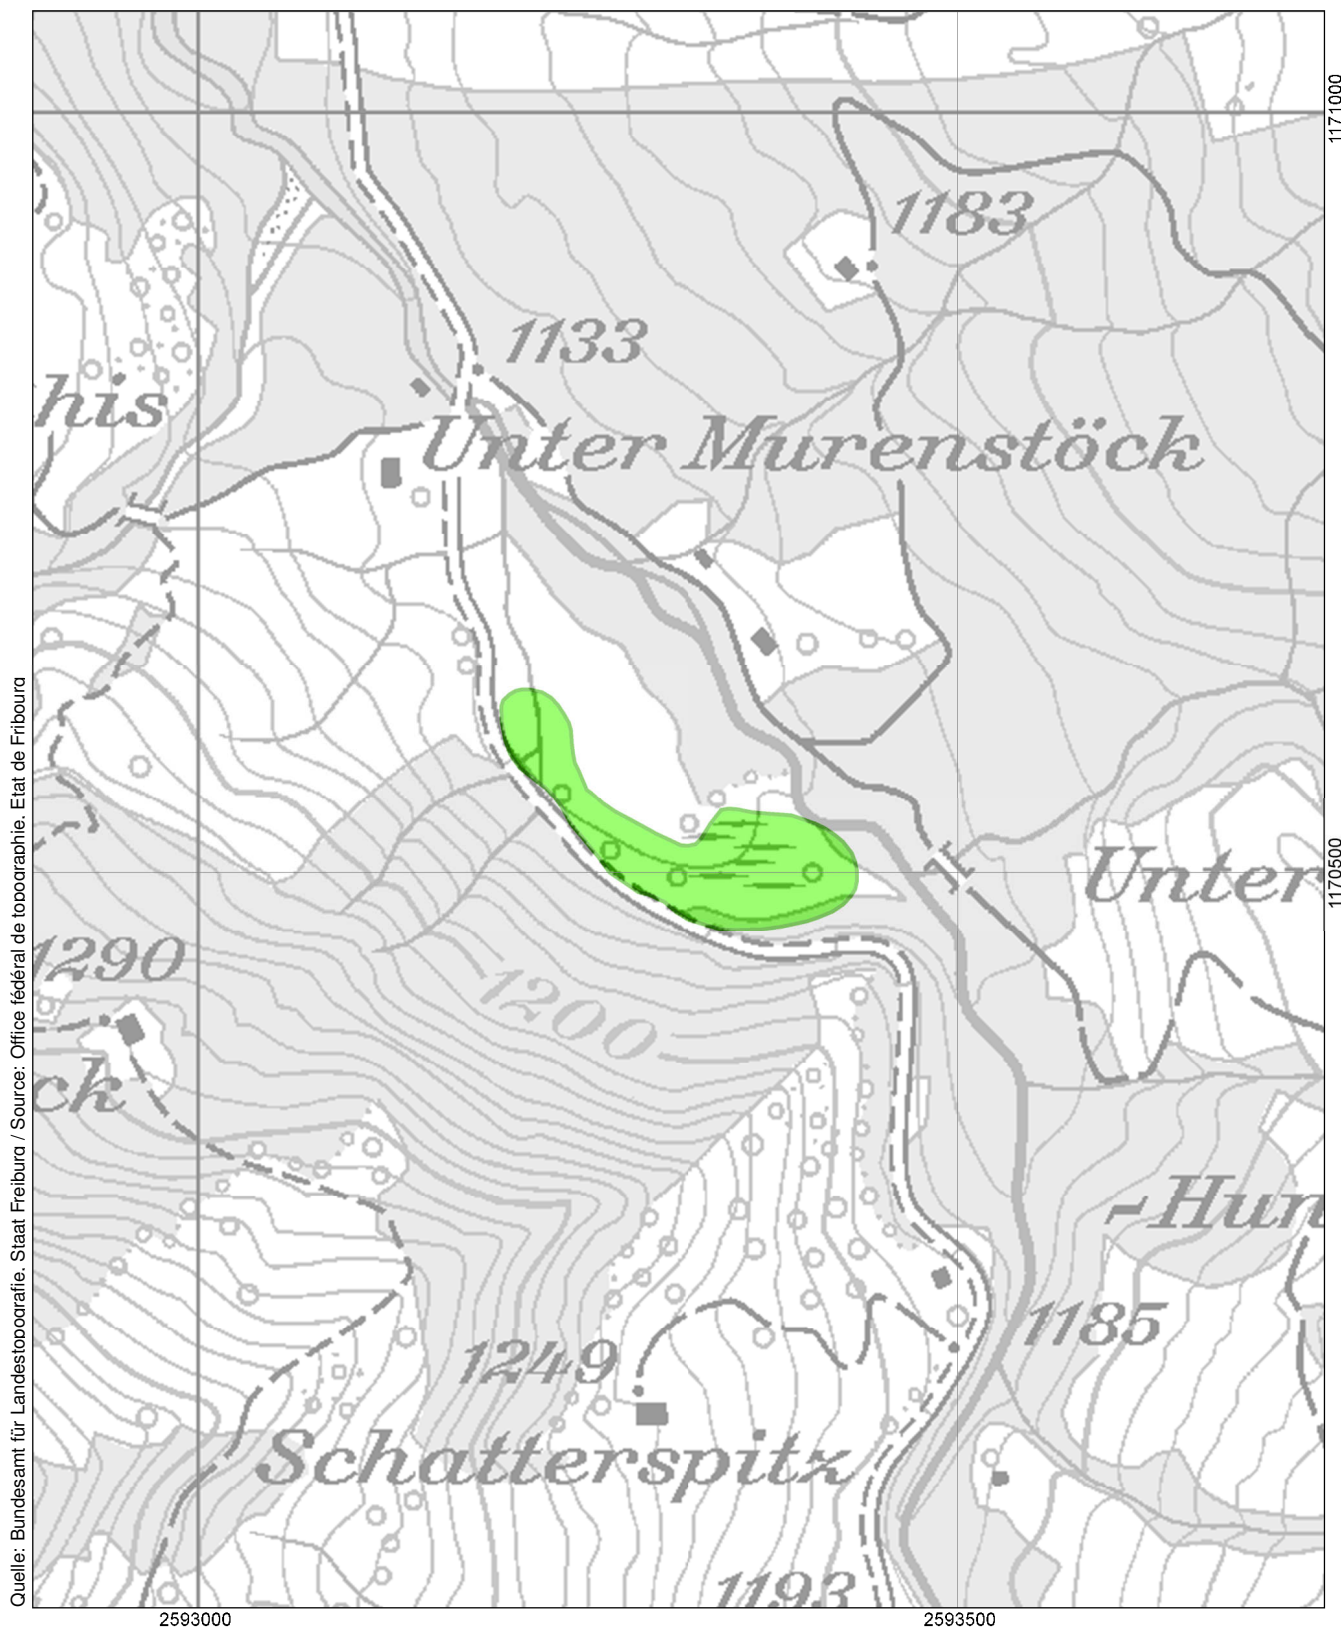 1171000
1183
1133
his
Unter Murenstöck
1170500
Unter
1290
1200
ck
-Hun
1185
1249
Schatterspitz
1193
2593000
2593500
Quelle: Bundesamt für Landestopografie. Staat Freiburg / Source: Office fédéral de topographie. Etat de Fribourg